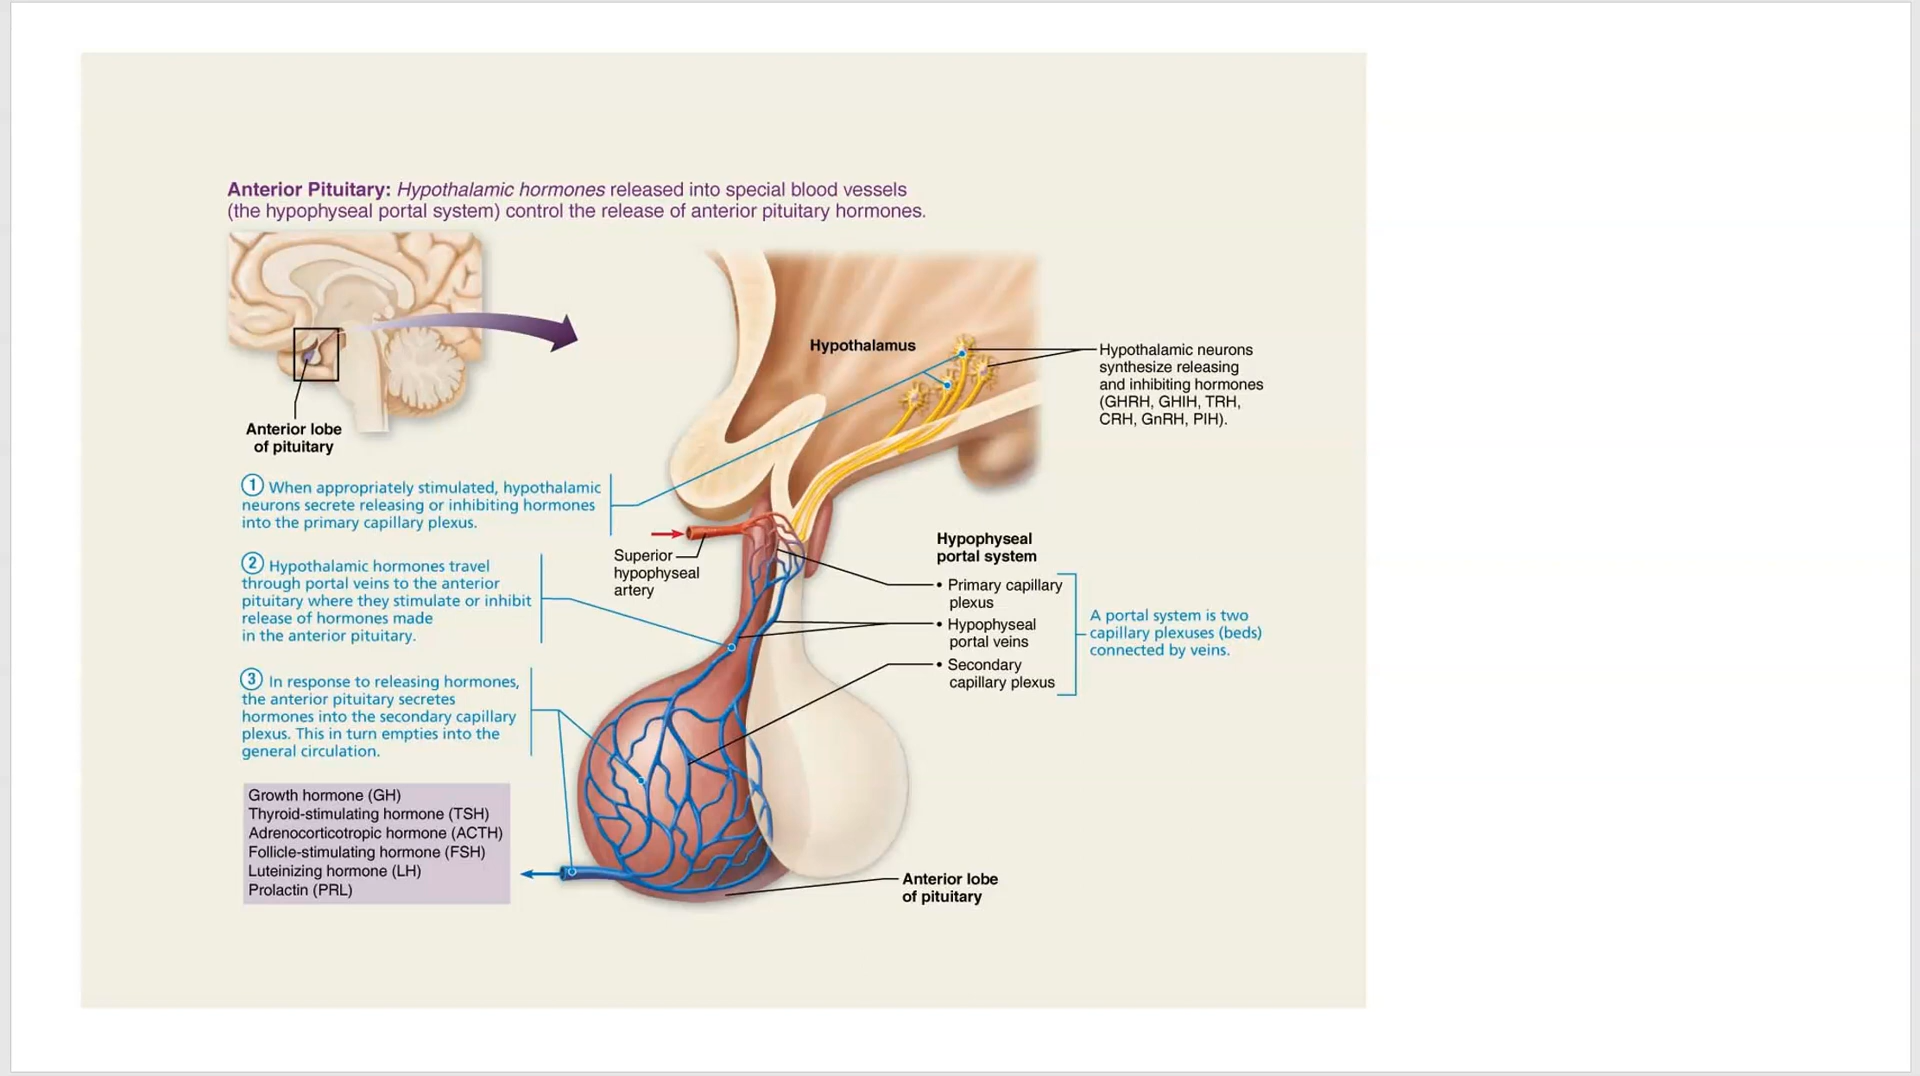 Anterior Pituitary: Hypothalamic hormones released into special blood vessels
(the hypophyseal portal system) control the release of anterior pituitary hormones.
Hypothalamus
Hypothalamic neurons
synthesize releasing
and inhibiting hormones
(GHRH, GHIH, TRH,
CRH, GnRH, PIH).
Anterior lobe
of pituitary
1 When appropriately stimulated, hypothalamic
neurons secrete releasing or inhibiting hormones
into the primary capillary plexus.
Superior
hypophyseal
artery
Hypophyseal
portal system
• Primary capillary
plexus
• Hypophyseal
portal veins
• Secondary
capillary plexus
A portal system is two
capillary plexuses (beds)
connected by veins.
2 Hypothalamic hormones travel
through portal veins to the anterior
pituitary where they stimulate or inhibit
release of hormones made
in the anterior pituitary.
3 In response to releasing hormones,
the anterior pituitary secretes
hormones into the secondary capillary
plexus. This in turn empties into the
general circulation.
Growth hormone (GH)
Thyroid-stimulating hormone (TSH)
Adrenocorticotropic hormone (ACTH)
Follicle-stimulating hormone (FSH)
Luteinizing hormone (LH)
Prolactin (PRL)
Anterior lobe
of pituitary